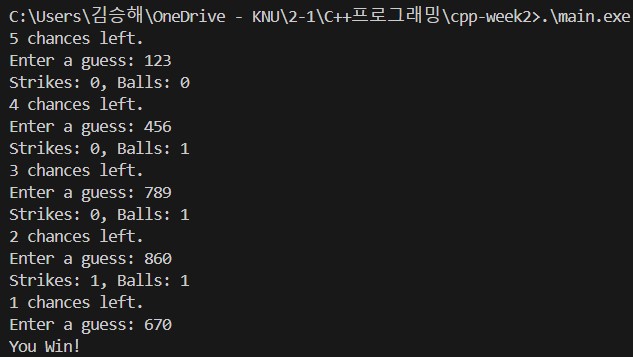 C:\Users\김승해\OneDrive - KNU\2-1\C++프로그래밍\cpp-week2>.\main.exe
5 chances left.
Enter a guess: 123
Strikes: 0, Balls: 0
4 chances left.
Enter a guess: 456
Strikes: 0, Balls: 1
3 chances left.
Enter a guess: 789
Strikes: 0, Balls: 1
2 chances left.
Enter a guess: 860
Strikes: 1, Balls: 1
1 chances left.
Enter a guess: 670
You Win!